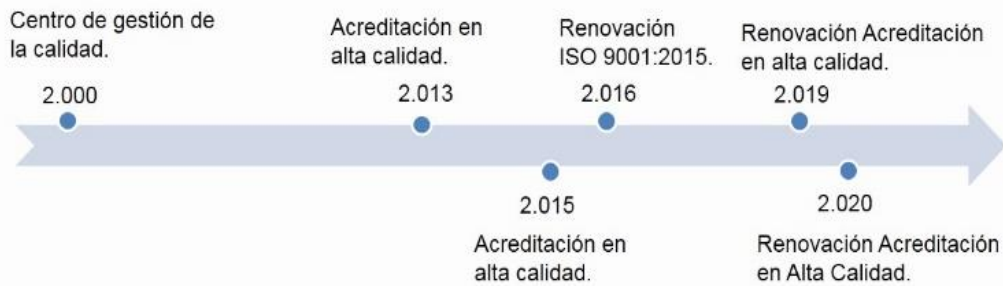 Centro de gestión de
la calidad.
2.000
Acreditación en
alta calidad.
2.013
Renovación
ISO 9001:2015.
2.016
Renovación Acreditación
en alta calidad.
2.019
2.015
Acreditación en
alta calidad.
2.020
Renovación Acreditación
en Alta Calidad.